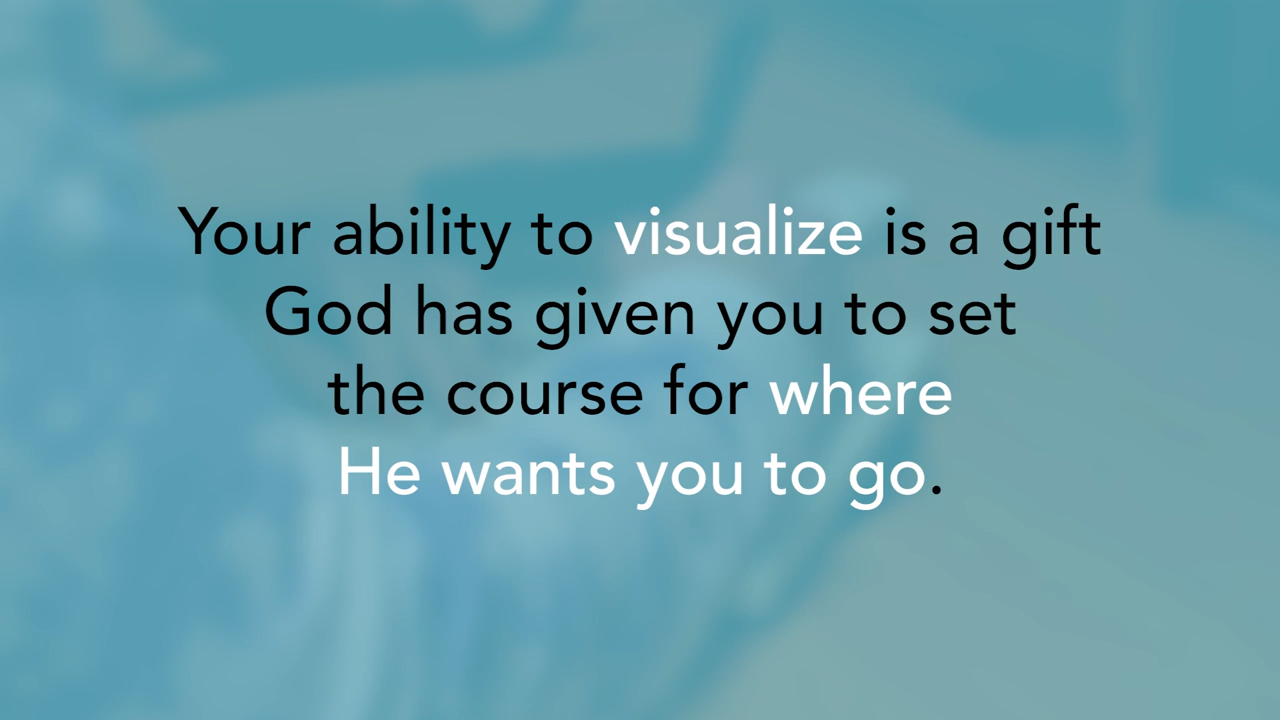 Your ability to visualize is a gift
God has given you to set
the course for where
He wants you to go.